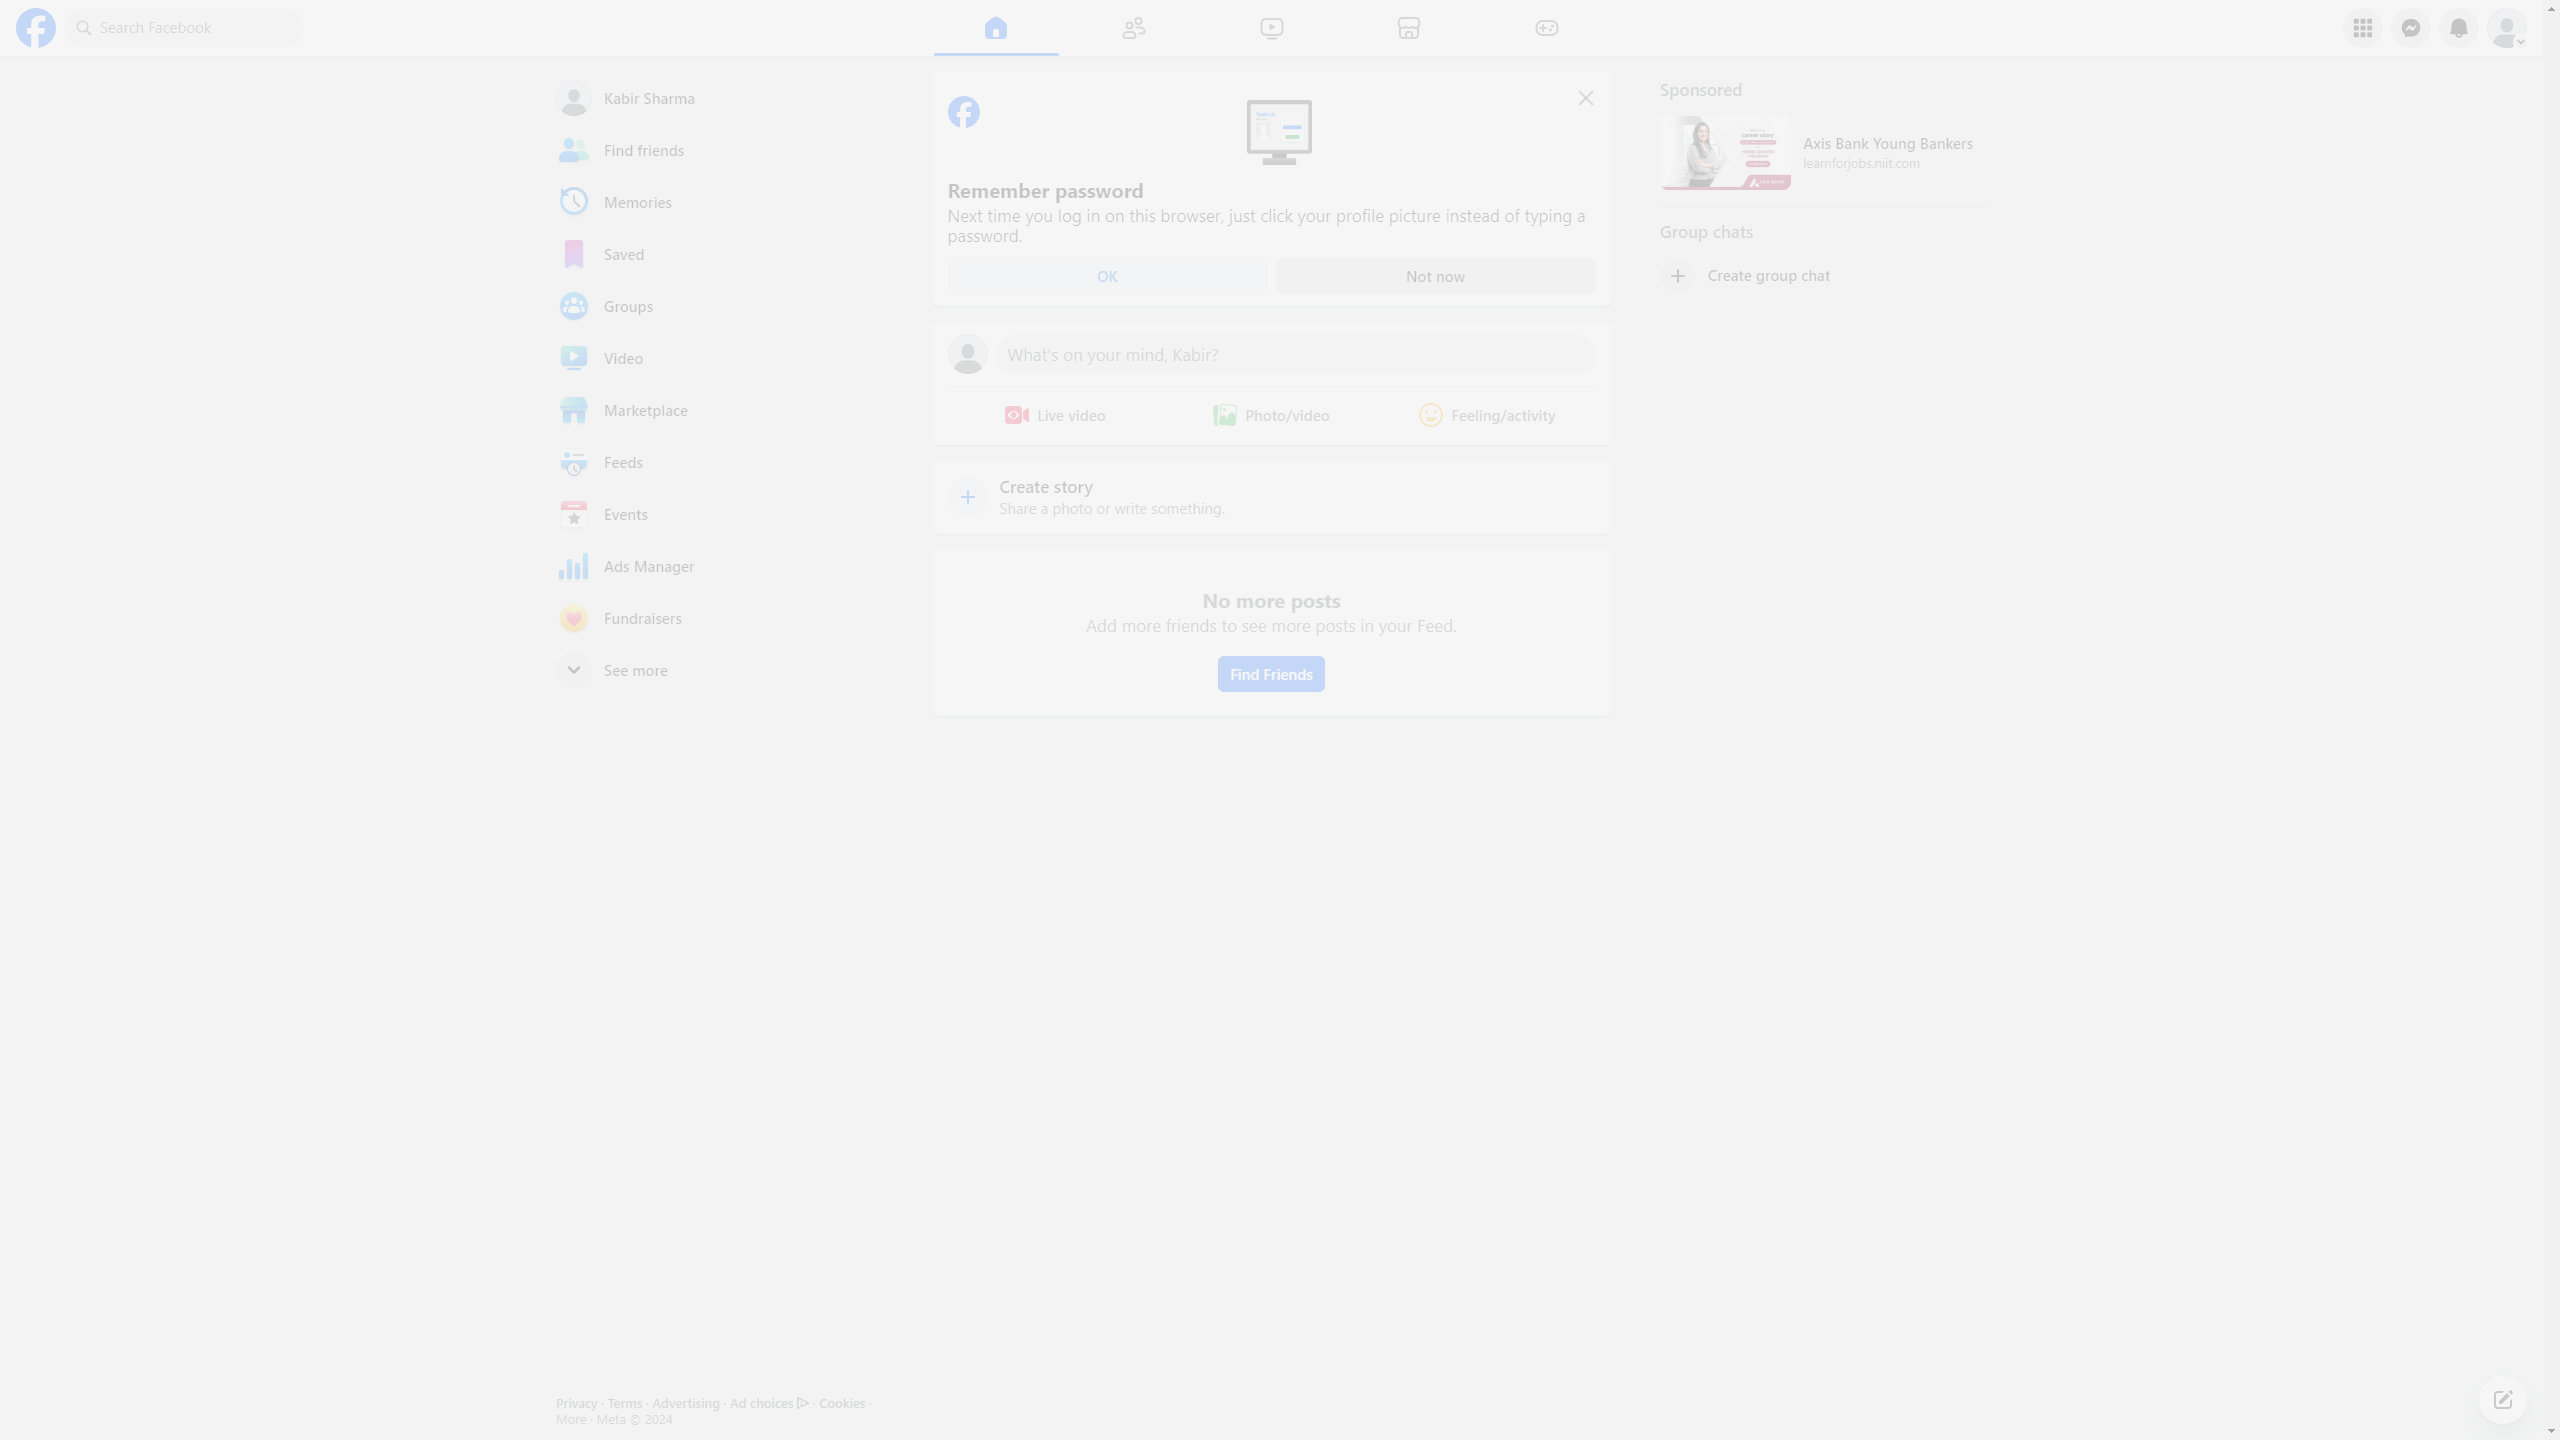 Search Facebook
Kabir Sharma
Find friends
Memories
Saved
Groups
Video
Marketplace
Feeds
Events
Ads Manager
Fundraisers
See more
Privacy · Terms · Advertising · Ad choices · Cookies ·
More · Meta © 2024
Remember password
Next time you log in on this browser, just click your profile picture instead of typing a
password.
OK
Not now
What's on your mind, Kabir?
Live video
Photo/video
Feeling/activity
Create story
Share a photo or write something.
No more posts
Add more friends to see more posts in your Feed.
Find Friends
Sponsored
Axis Bank Young Bankers
learnforjobs.niit.com
Group chats
Create group chat